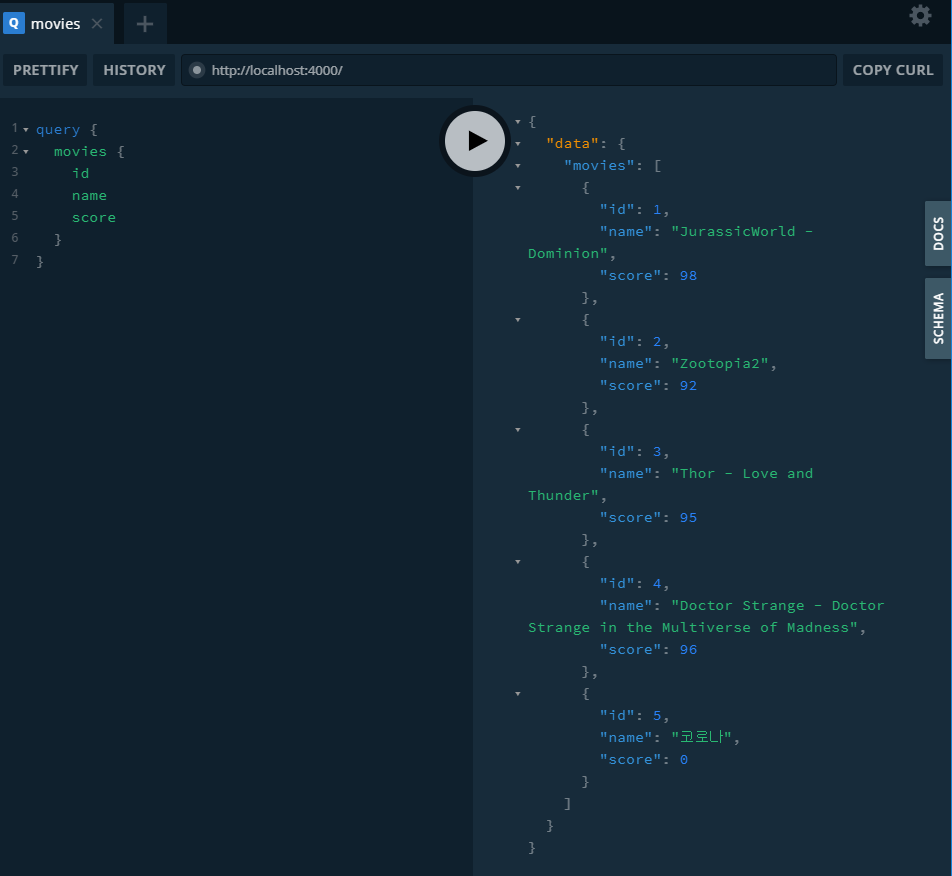 Q movies
PRETTIFY HISTORY http://localhost:4000/ COPY CURL
1 query {
2 movies {
3 id
4 name
5 score
6 }
7 }
{
"data": {
"movies": [
{
"id": 1,
"name": "JurassicWorld –
Dominion",
"score": 98
},
{
"id": 2,
"name": "Zootopia2",
"score": 92
},
{
"id": 3,
"name": "Thor – Love and
Thunder",
"score": 95
},
{
"id": 4,
"name": "Doctor Strange – Doctor
Strange in the Multiverse of Madness",
"score": 96
},
{
"id": 5,
"name": "코로나",
"score": 0
}
]
}
}
DOCS
SCHEMA